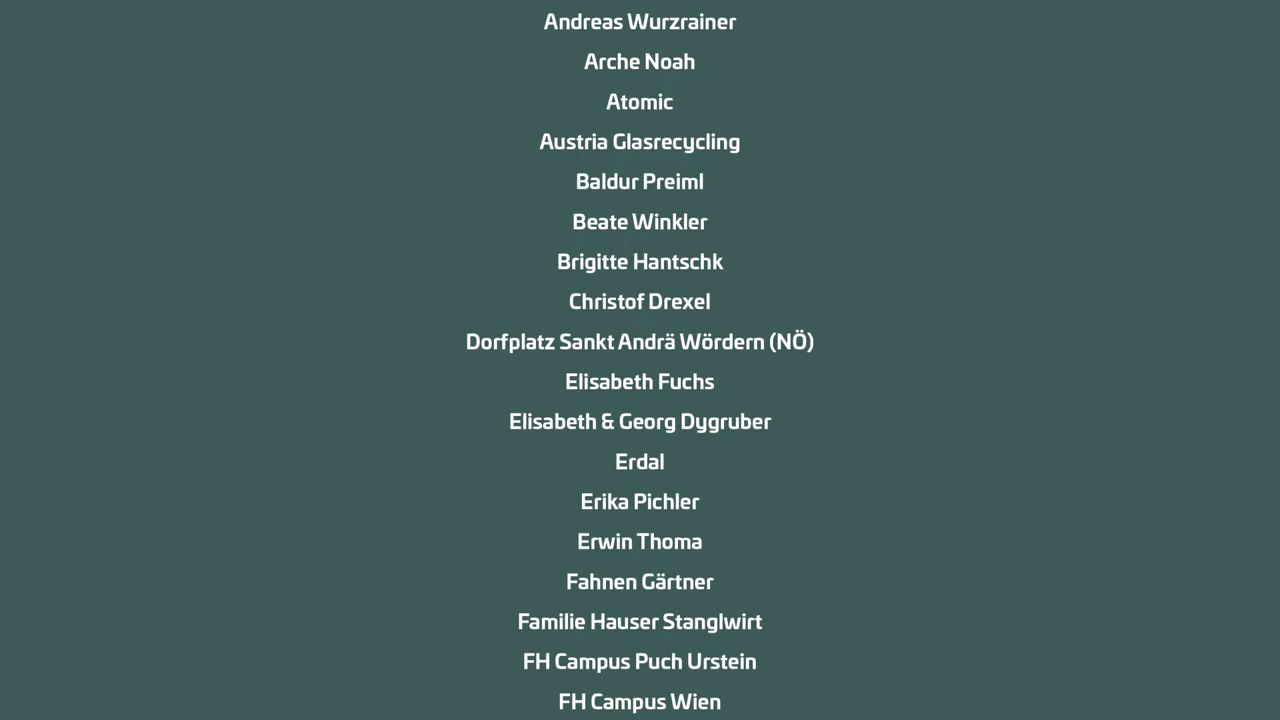 Andreas Wurzrainer
Arche Noah
Atomic
Austria Glasrecycling
Baldur Preiml
Beate Winkler
Brigitte Hantschk
Christof Drexel
Dorfplatz Sankt Andrä Wördern (NÖ)
Elisabeth Fuchs
Elisabeth & Georg Dygruber
Erdal
Erika Pichler
Erwin Thoma
Fahnen Gärtner
Familie Hauser Stanglwirt
FH Campus Puch Urstein
FH Campus Wien